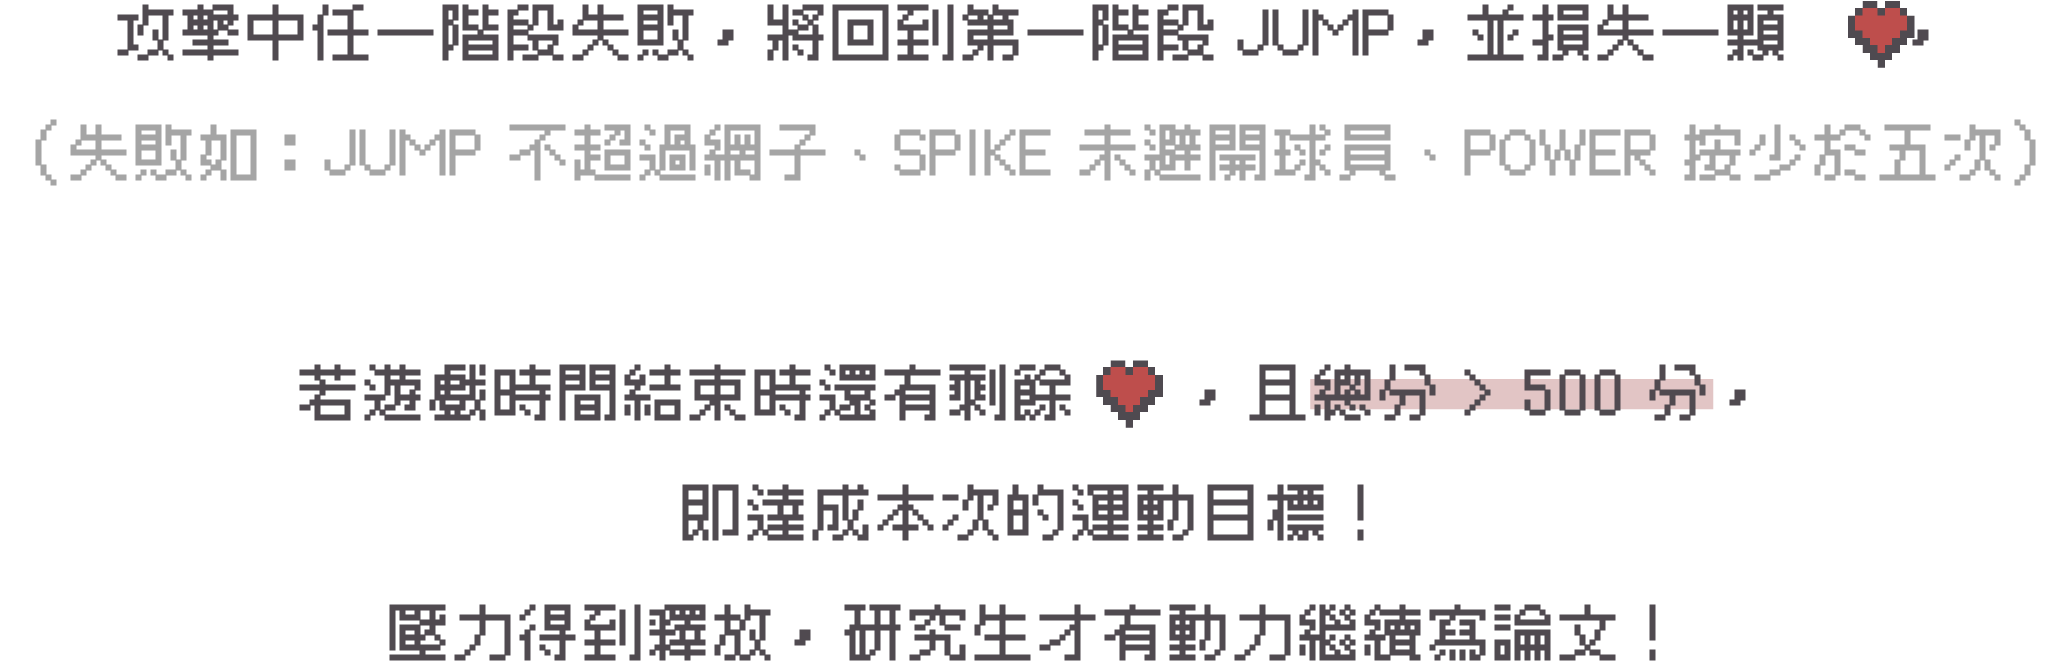 攻擊中任一階段失敗，將回到第一階段 JUMP，並損失一顆 ，
（失敗如：JUMP 不超過網子、SPIKE 未避開球員、POWER 按少於五次）
若遊戲時間結束時還有剩餘 ，且總分 > 500 分，
即達成本次的運動目標！
壓力得到釋放，研究生才有動力繼續寫論文！